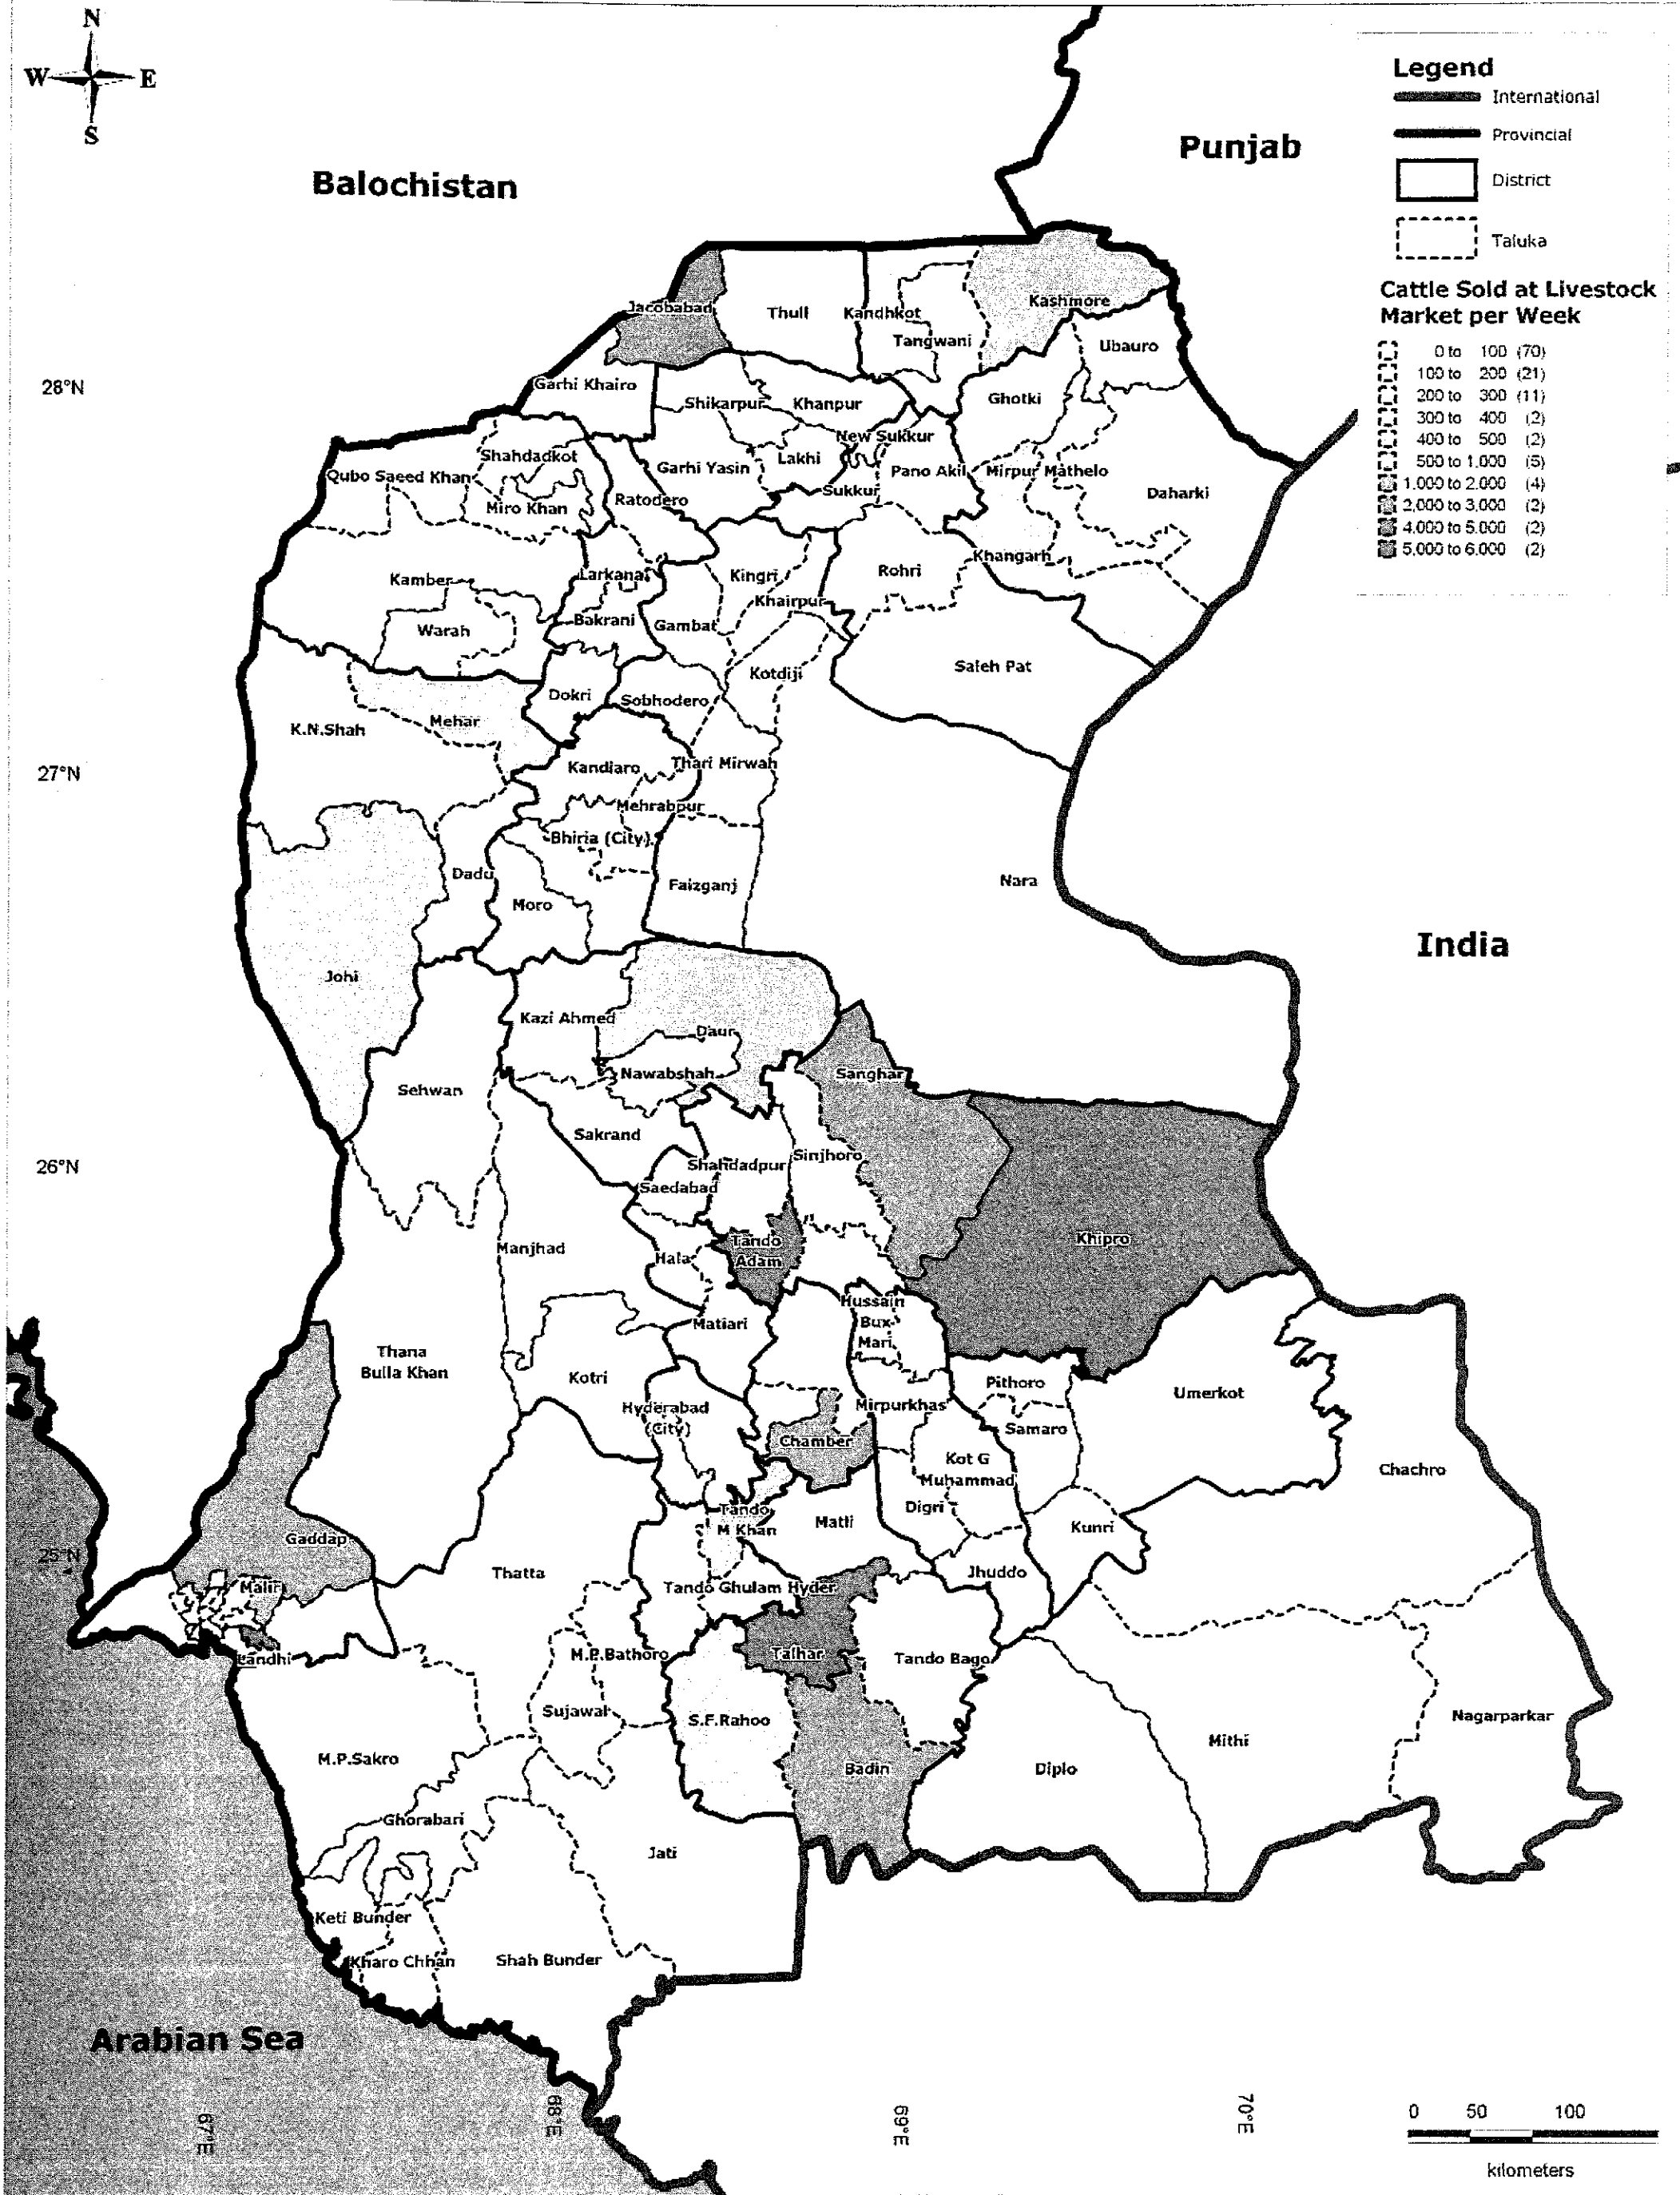 N
W E
S
Balochistan
Punjab
India
Arabian Sea
Legend
International
Provincial
District
Taluka
Cattle Sold at Livestock
Market per Week
0 to 100 (70)
100 to 200 (21)
200 to 300 (11)
300 to 400 (2)
400 to 500 (2)
500 to 1.000 (5)
1.000 to 2.000 (4)
2,000 to 3.000 (2)
4.000 to 5.000 (2)
5.000 to 6.000 (2)
28°N
27°N
26°N
25°N
67°E
68°E
69°E
70°E
0 50 100
kilometers
Jacobabad
Thull
Kandhkot
Tangwani
Kashmore
Ubauro
Garhi Khairo
Shikarpur
Khanpur
Ghotki
New Sukkur
Shahdadkot
Qubo Saeed Khan
Garhi Yasin
Lakhi
Pano Akil
Mirpur Mathelo
Daharki
Miro Khan
Ratodero
Sukkur
Kamber
Larkana
Kingri
Rohri
Khangarh
Khairpur
Warah
Bakrani
Gambat
Kotdiji
Saleh Pat
Dokri
Sobhodero
K.N.Shah
Mehar
Kandiaro
Thari Mirwah
Mehrabpur
Bhiria (City)
Dadu
Faizganj
Nara
Moro
Johi
Kazi Ahmed
Daur
Nawabshah
Sanghar
Sehwan
Sakrand
Shahdadpur
Sinjhoro
Saedabad
Manjhad
Hala
Tando
Adam
Khipro
Hussain
Bux
Mari
Matiari
Thana
Bulla Khan
Kotri
Pithoro
Umerkot
Hyderabad
(City)
Mirpurkhas
Samaro
Chamber
Kot G
Muhammad
Chachro
Digri
Tando
M Khan
Matli
Kunri
Gaddap
Thatta
Jhuddo
Malir
Tando Ghulam Hyder
Landhi
M.P.Bathoro
Talhar
Tando Bago
Sujawal
S.F.Rahoo
Nagarparkar
M.P.Sakro
Badin
Diplo
Mithi
Ghorabari
Jati
Keti Bunder
Kharo Chhan
Shah Bunder